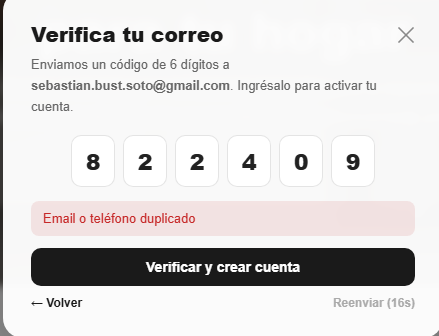 Verifica tu correo
Enviamos un código de 6 dígitos a
sebastian.bust.soto@gmail.com. Ingrésalo para activar tu
cuenta.
8 2 2 4 0 9
Email o teléfono duplicado
Verificar y crear cuenta
← Volver Reenviar (16s)